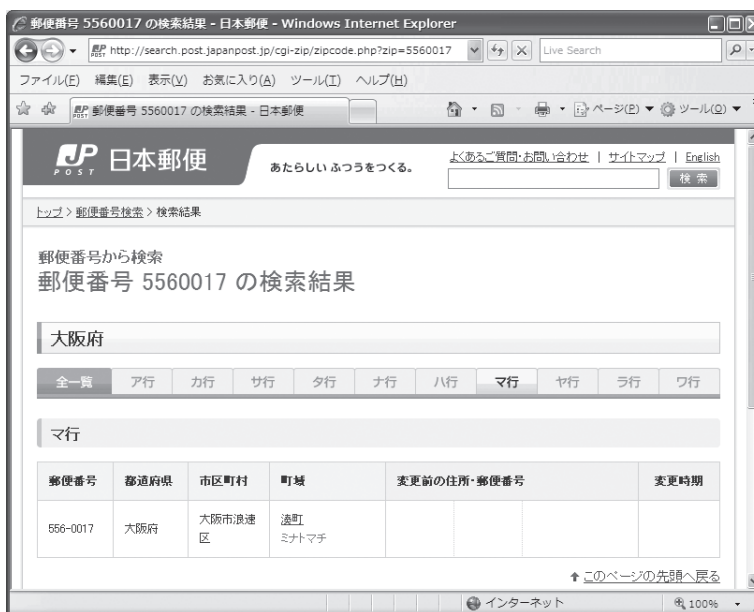 郵便番号 5560017 の検索結果 - 日本郵便 - Windows Internet Explorer
http://search.post.japanpost.jp/cgi-zip/zipcode.php?zip=5560017
Live Search
ファイル(F) 編集(E) 表示(V) お気に入り(A) ツール(T) ヘルプ(H)
郵便番号 5560017 の検索結果 - 日本郵便
ページ(P) ツール(O)
JP POST 日本郵便
あたらしい ふつうをつくる。
よくあるご質問・お問い合わせ | サイトマップ | English
検索
トップ > 郵便番号検索 > 検索結果
郵便番号から検索
郵便番号 5560017 の検索結果
大阪府
全一覧 ア行 カ行 サ行 タ行 ナ行 ハ行 マ行 ヤ行 ラ行 ワ行
マ行
郵便番号 都道府県 市区町村 町域 変更前の住所・郵便番号 変更時期
556-0017 大阪府 大阪市浪速
区
湊町
ミナトマチ
このページの先頭へ戻る
インターネット 100%